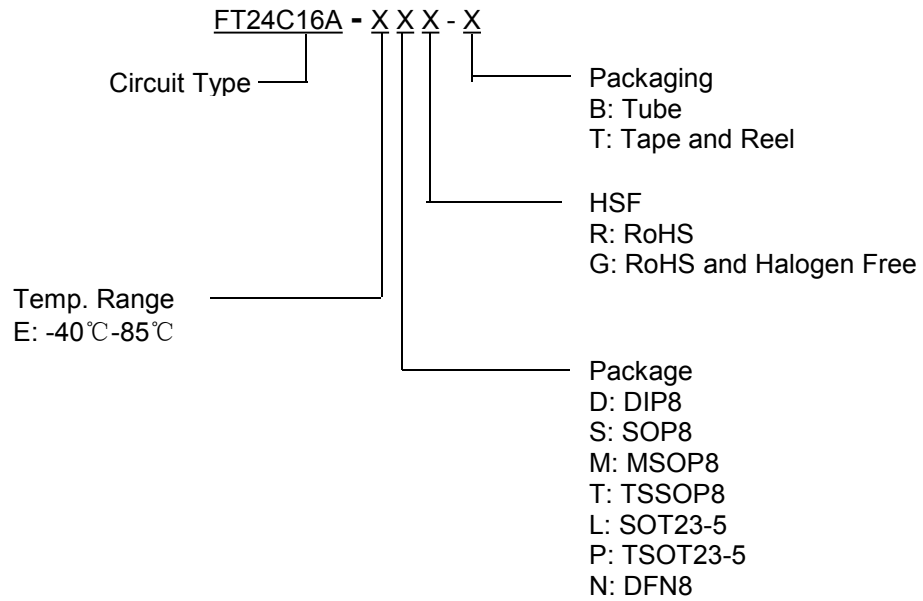 FT24C16A - X X X - X
Circuit Type
Packaging
B: Tube
T: Tape and Reel
HSF
R: RoHS
G: RoHS and Halogen Free
Temp. Range
E: -40℃-85℃
Package
D: DIP8
S: SOP8
M: MSOP8
T: TSSOP8
L: SOT23-5
P: TSOT23-5
N: DFN8